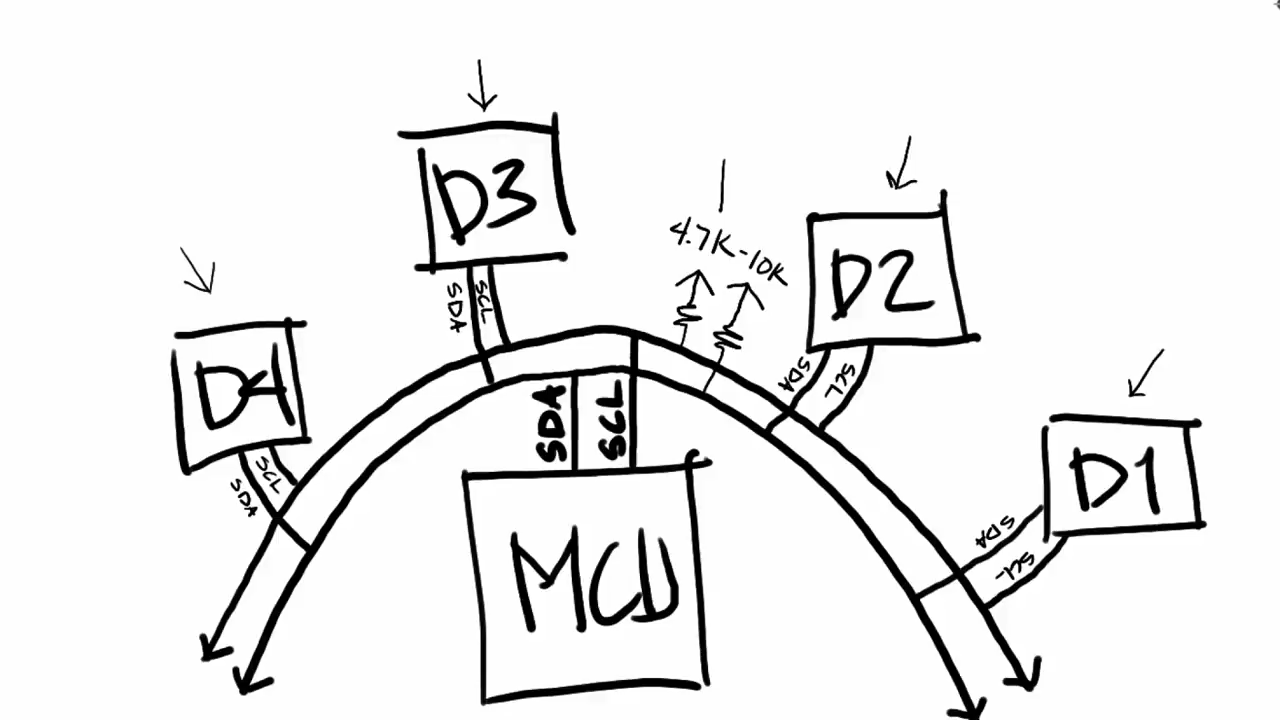 D3
SDA
SCL
4.7K-10K
D2
SDA
SCL
D4
SDA
SCL
SDA
SCL
D1
SDA
SCL
MCU